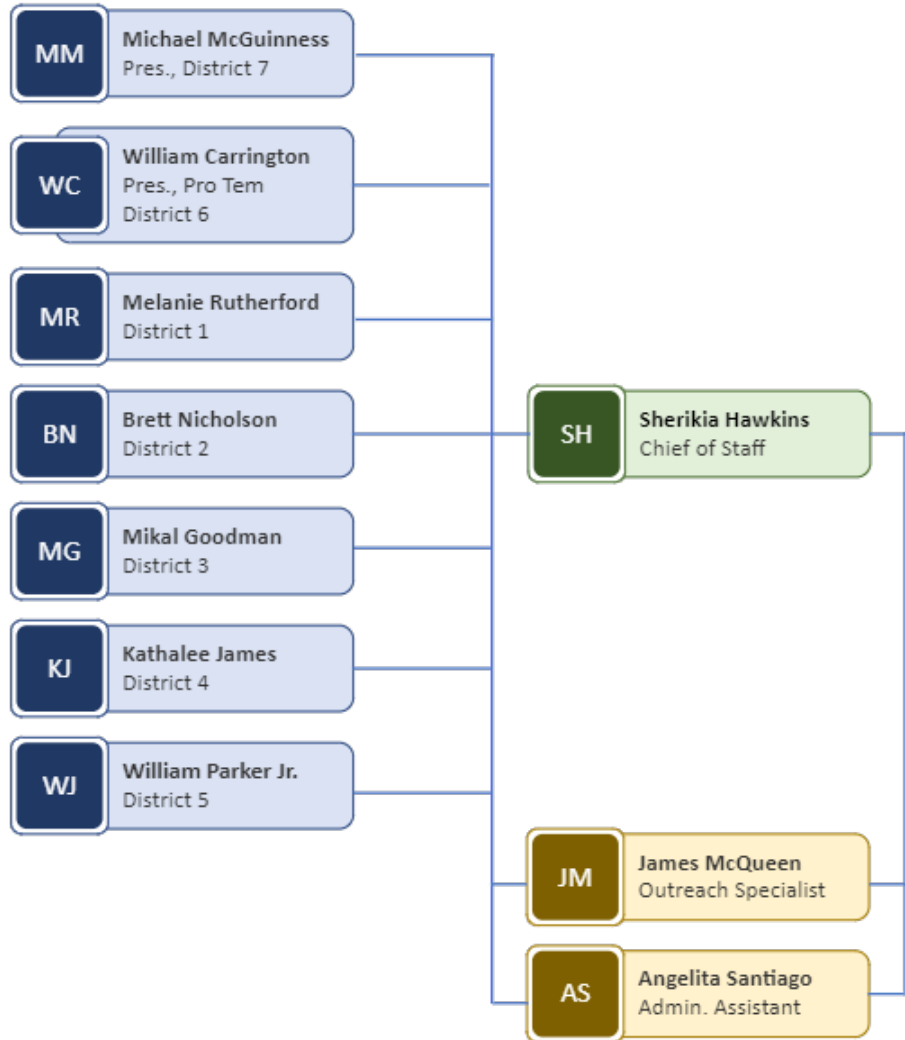 MM
Michael McGuinness
Pres., District 7
WC
William Carrington
Pres., Pro Tem
District 6
MR
Melanie Rutherford
District 1
BN
Brett Nicholson
District 2
SH
Sherikia Hawkins
Chief of Staff
MG
Mikal Goodman
District 3
KJ
Kathalee James
District 4
WJ
William Parker Jr.
District 5
JM
James McQueen
Outreach Specialist
AS
Angelita Santiago
Admin. Assistant